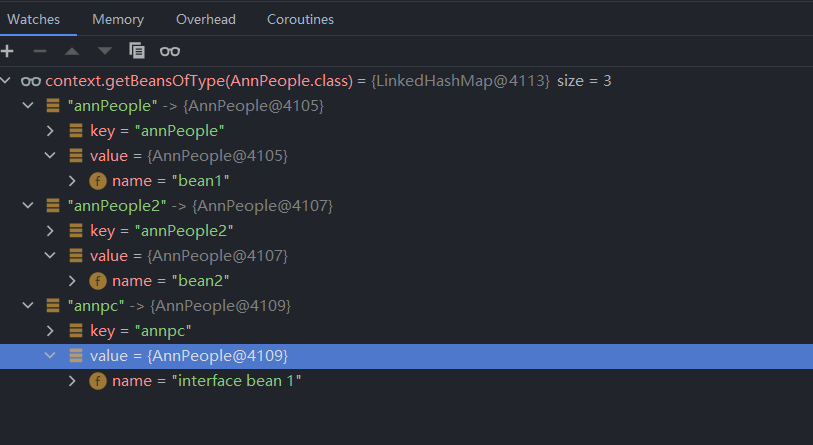 Watches Memory Overhead Coroutines
context.getBeansOfType(AnnPeople.class) = {LinkedHashMap@4113} size = 3
"annPeople" -> {AnnPeople@4105}
key = "annPeople"
value = {AnnPeople@4105}
f name = "bean1"
"annPeople2" -> {AnnPeople@4107}
key = "annPeople2"
value = {AnnPeople@4107}
f name = "bean2"
"annpc" -> {AnnPeople@4109}
key = "annpc"
value = {AnnPeople@4109}
f name = "interface bean 1"